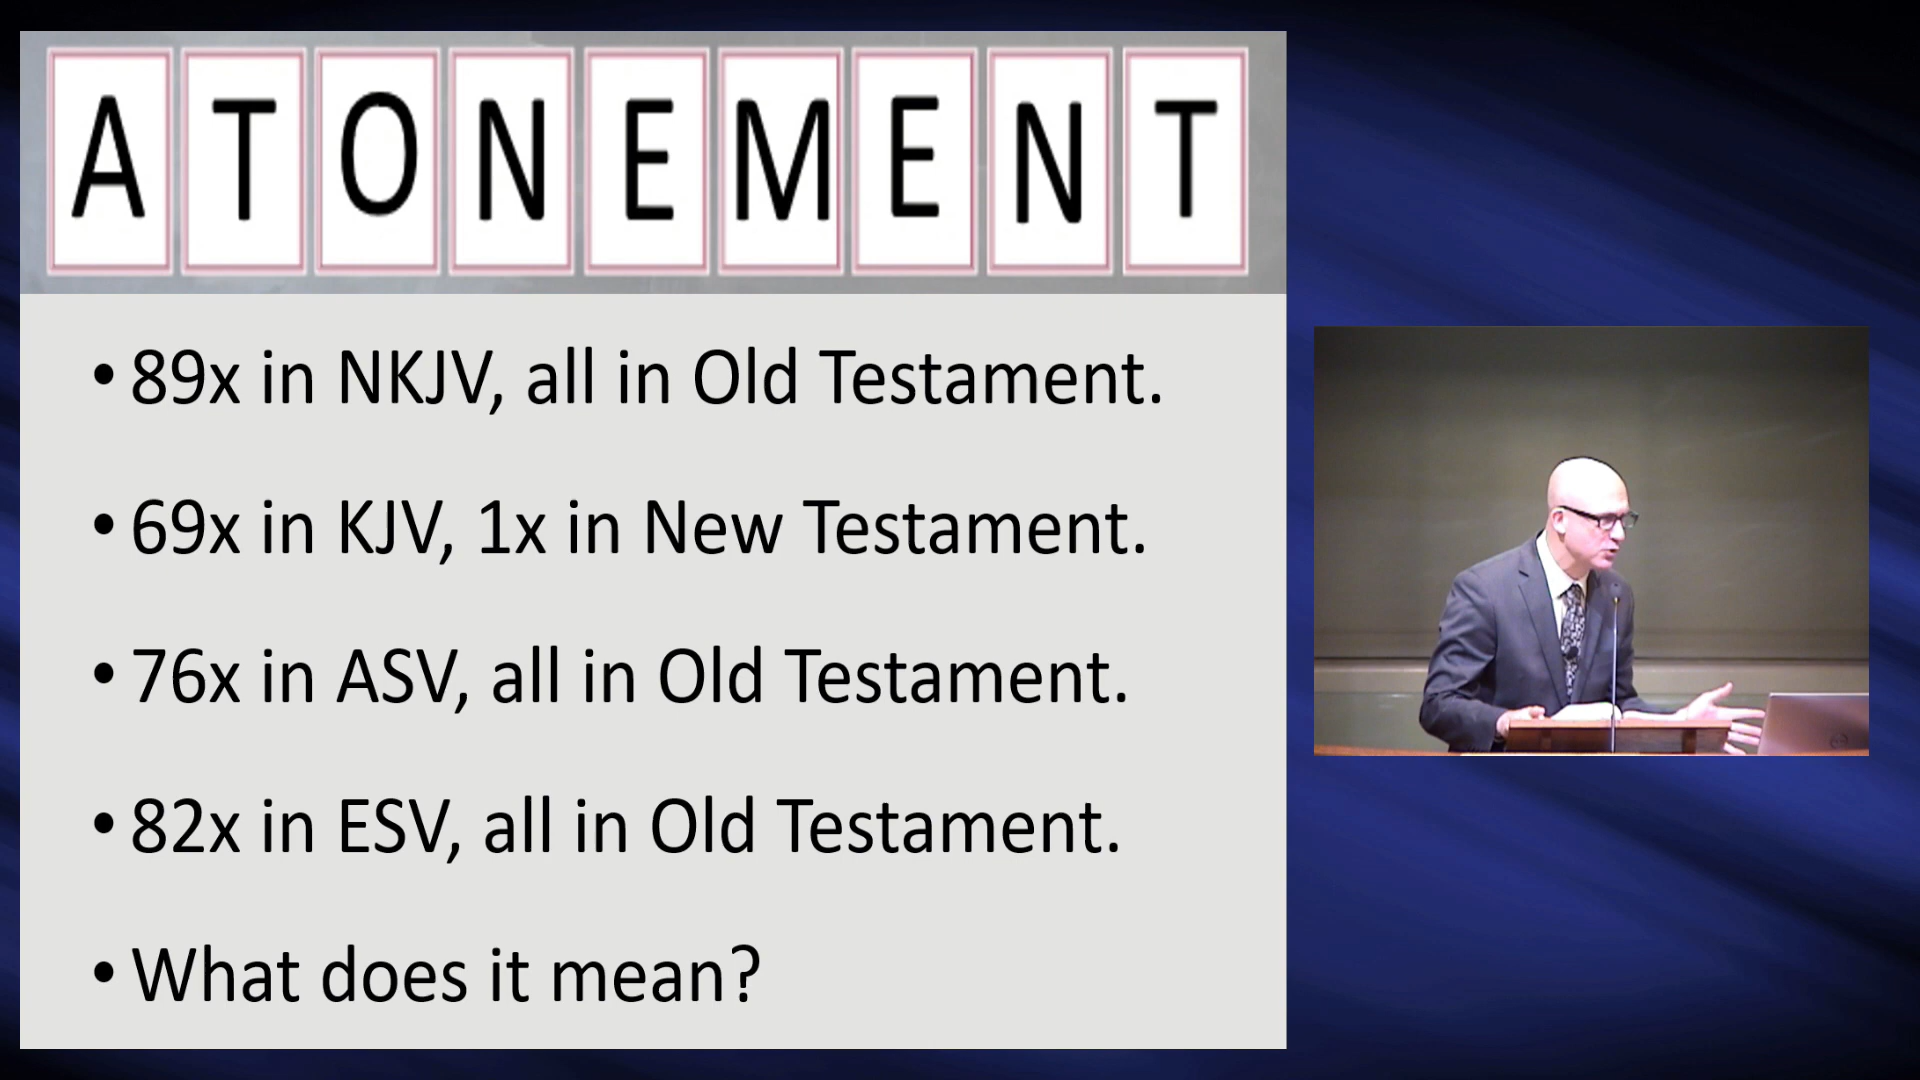 ATONEMENT
• 89x in NKJV, all in Old Testament.
• 69x in KJV, 1x in New Testament.
• 76x in ASV, all in Old Testament.
• 82x in ESV, all in Old Testament.
• What does it mean?